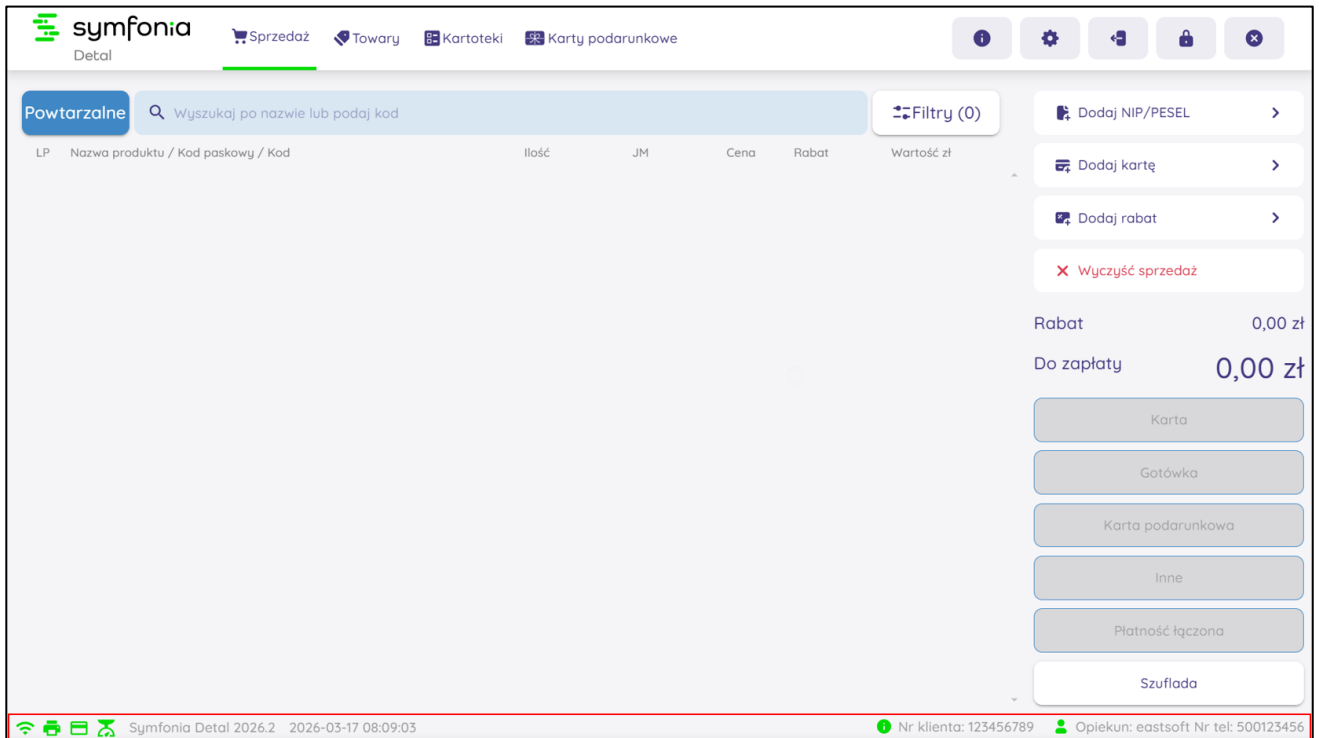 symfonia
Detal
Sprzedaż Towary Kartoteki Karty podarunkowe
Powtarzalne Wyszukaj po nazwie lub podaj kod Filtry (0)
LP Nazwa produktu / Kod paskowy / Kod Ilość JM Cena Rabat Wartość zł
Dodaj NIP/PESEL
Dodaj kartę
Dodaj rabat
Wyczyść sprzedaż
Rabat 0,00 zł
Do zapłaty 0,00 zł
Karta
Gotówka
Karta podarunkowa
Inne
Płatność łączona
Szuflada
Symfonia Detal 2026.2 2026-03-17 08:09:03 Nr klienta: 123456789 Opiekun: eastsoft Nr tel: 500123456